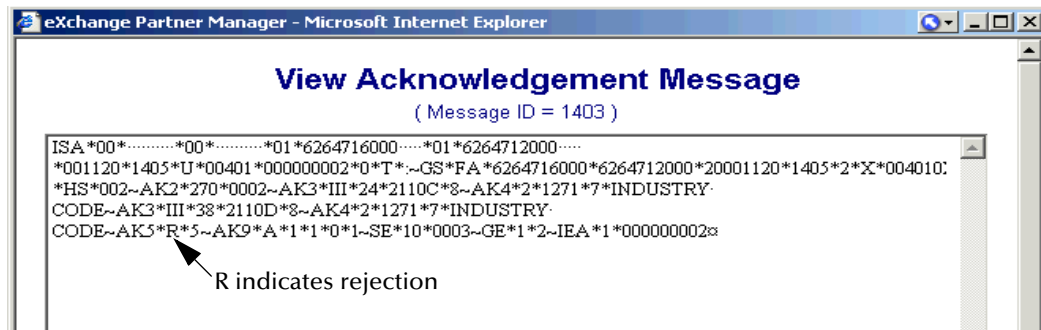 eXchange Partner Manager - Microsoft Internet Explorer
View Acknowledgement Message
( Message ID = 1403 )
ISA*00*··········*00*··········*01*6264716000·····*01*6264712000·····
*001120*1405*U*00401*000000002*0*T*:~GS*FA*6264716000*6264712000*20001120*1405*2*X*004010
*HS*002~AK2*270*0002~AK3*III*24*2110C*8~AK4*2*1271*7*INDUSTRY·
CODE~AK3*III*38*2110D*8~AK4*2*1271*7*INDUSTRY·
CODE~AK5*R*5~AK9*A*1*1*0*1~SE*10*0003~GE*1*2~IEA*1*000000002¤
R indicates rejection